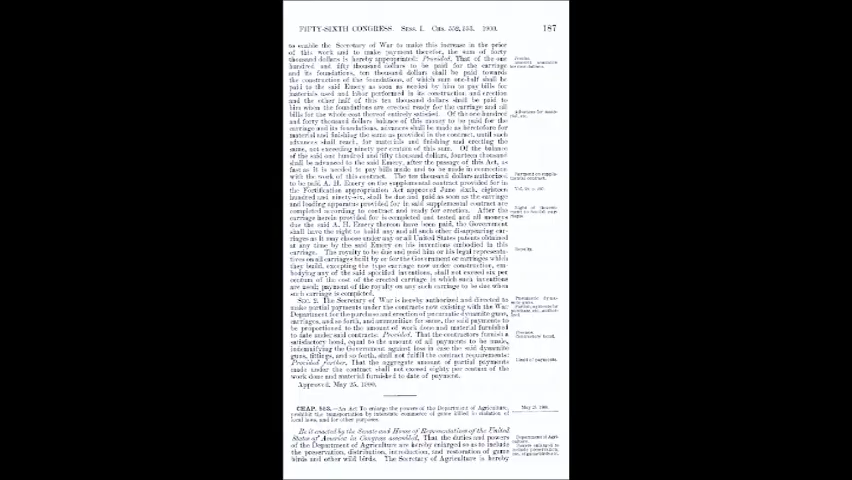 FIFTY-SIXTH CONGRESS. SESS. I. CHS. 552, 553. 1900. 187
to enable the Secretary of War to make this increase in the prior
of this work and to make payment therefor, the sum of forty
thousand dollars is hereby appropriated: Provided, That of the one
hundred and fifty thousand dollars to be paid for the carriage
and its foundations, ten thousand dollars shall be paid towards
the construction of the foundations, of which sum one-half shall be
paid to the said Emery as soon as needed by him to pay bills for
materials used and labor performed in its construction and erection
and the other half of this ten thousand dollars shall be paid to
him when the foundations are erected ready for the carriage and all
bills for the whole cost thereof entirely satisfied. Of the one hundred
and forty thousand dollars balance of this money to be paid for the
carriage and its foundations, advances shall be made as heretofore for
material and finishing the same as provided in the contract, until such
advances shall reach, for materials and finishing and erecting the
same, not exceeding ninety per centum of this sum. Of the balance
of the said one hundred and fifty thousand dollars, fourteen thousand
shall be advanced to the said Emery, after the passage of this Act, as
fast as it is needed to pay bills made and to be made in connection
with the work of this contract. The ten thousand dollars authorized
to be paid A. H. Emery on the supplemental contract provided for in
the Fortification appropriation Act approved June sixth, eighteen
hundred and ninety-six, shall be due and paid as soon as the carriage
and loading apparatus provided for in said supplemental contract are
completed according to contract and ready for erection. After the
carriage herein provided for is completed and tested and all moneys
due the said A. H. Emery thereon have been paid, the Government
shall have the right to build any and all such other disappearing car-
riages as it may choose under any or all United States patents obtained
at any time by the said Emery on his inventions embodied in this
carriage. The royalty to be due and paid him or his legal representa-
tives on all carriages built by or for the Government or carriages which
they build, excepting the type carriage now under construction, em-
bodying any of the said specified inventions, shall not exceed six per
centum of the cost of the erected carriage in which such inventions
are used; payment of the royalty on any such carriage to be due when
such carriage is completed.
SEC. 2. The Secretary of War is hereby authorized and directed to
make partial payments under the contracts now existing with the War
Department for the purchase and erection of pneumatic dynamite guns,
carriages, and so forth, and ammunition for same, the said payments to
be proportioned to the amount of work done and material furnished
to date under said contracts: Provided, That the contractors furnish a
satisfactory bond, equal to the amount of all payments to be made,
indemnifying the Government against loss in case the said dynamite
guns, fittings, and so forth, shall not fulfill the contract requirements:
Provided further, That the aggregate amount of partial payments
made under the contract shall not exceed eighty per centum of the
work done and material furnished to date of payment.
Approved, May 25, 1900.
CHAP. 553.—An Act To enlarge the powers of the Department of Agriculture,
prohibit the transportation by interstate commerce of game killed in violation of
local laws, and for other purposes.
May 25, 1900.
Be it enacted by the Senate and House of Representatives of the United
States of America in Congress assembled, That the duties and powers
of the Department of Agriculture are hereby enlarged so as to include
the preservation, distribution, introduction, and restoration of game
birds and other wild birds. The Secretary of Agriculture is hereby
Royalty.
Limit of payments.